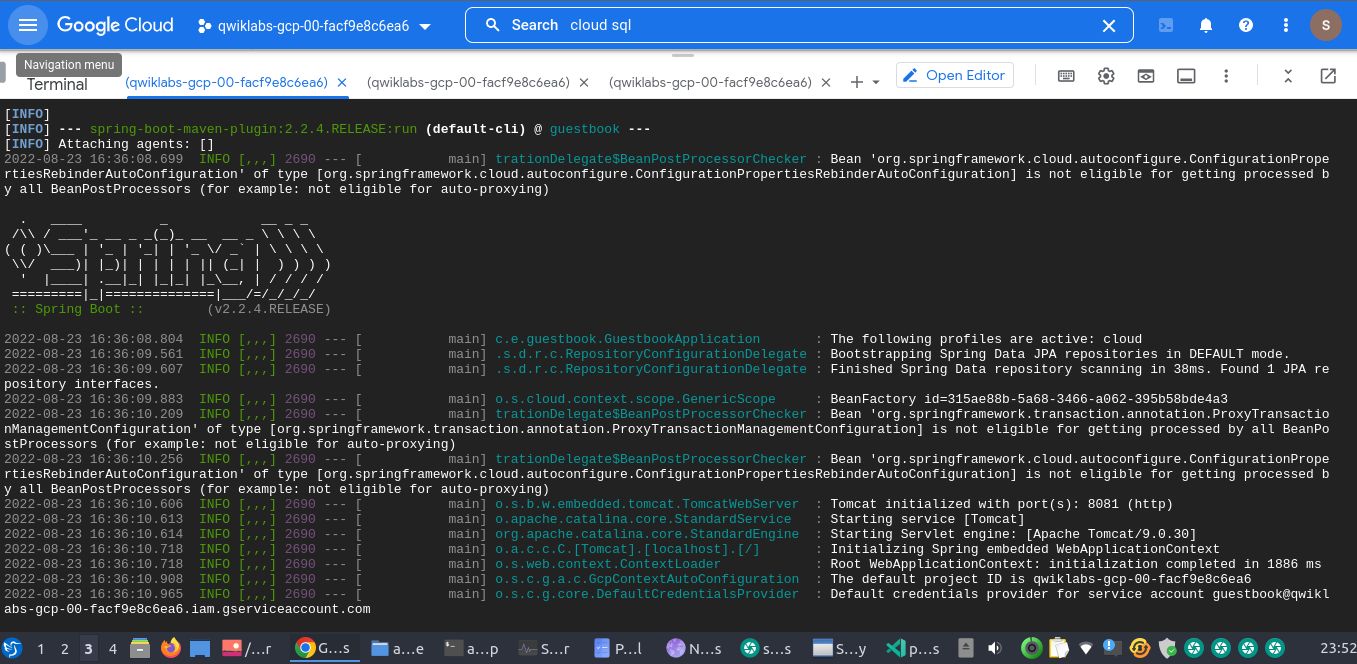 Google Cloud
qwiklabs-gcp-00-facf9e8c6ea6
Search cloud sql
S
Navigation menu
Terminal
(qwiklabs-gcp-00-facf9e8c6ea6)
(qwiklabs-gcp-00-facf9e8c6ea6)
(qwiklabs-gcp-00-facf9e8c6ea6)
Open Editor
[INFO]
[INFO] --- spring-boot-maven-plugin:2.2.4.RELEASE:run (default-cli) @ guestbook ---
[INFO] Attaching agents: []
2022-08-23 16:36:08.699  INFO [,,,] 2690 --- [           main] trationDelegate$BeanPostProcessorChecker : Bean 'org.springframework.cloud.autoconfigure.ConfigurationPrope
rtiesRebinderAutoConfiguration' of type [org.springframework.cloud.autoconfigure.ConfigurationPropertiesRebinderAutoConfiguration] is not eligible for getting processed b
y all BeanPostProcessors (for example: not eligible for auto-proxying)
  .   ____          _            __ _ _
 /\\ / ___'_ __ _ _(_)_ __  __ _ \ \ \ \
( ( )\___ | '_ | '_| | '_ \/ _` | \ \ \ \
 \\/  ___)| |_)| | | | | || (_| |  ) ) ) )
  '  |____| .__|_| |_|_| |_\__, | / / / /
 =========|_|==============|___/=/_/_/_/
 :: Spring Boot ::        (v2.2.4.RELEASE)
2022-08-23 16:36:08.804  INFO [,,,] 2690 --- [           main] c.e.guestbook.GuestbookApplication       : The following profiles are active: cloud
2022-08-23 16:36:09.561  INFO [,,,] 2690 --- [           main] .s.d.r.c.RepositoryConfigurationDelegate : Bootstrapping Spring Data JPA repositories in DEFAULT mode.
2022-08-23 16:36:09.607  INFO [,,,] 2690 --- [           main] .s.d.r.c.RepositoryConfigurationDelegate : Finished Spring Data repository scanning in 38ms. Found 1 JPA re
pository interfaces.
2022-08-23 16:36:09.883  INFO [,,,] 2690 --- [           main] o.s.cloud.context.scope.GenericScope     : BeanFactory id=315ae88b-5a68-3466-a062-395b58bde4a3
2022-08-23 16:36:10.209  INFO [,,,] 2690 --- [           main] trationDelegate$BeanPostProcessorChecker : Bean 'org.springframework.transaction.annotation.ProxyTransactio
nManagementConfiguration' of type [org.springframework.transaction.annotation.ProxyTransactionManagementConfiguration] is not eligible for getting processed by all BeanPo
stProcessors (for example: not eligible for auto-proxying)
2022-08-23 16:36:10.256  INFO [,,,] 2690 --- [           main] trationDelegate$BeanPostProcessorChecker : Bean 'org.springframework.cloud.autoconfigure.ConfigurationPrope
rtiesRebinderAutoConfiguration' of type [org.springframework.cloud.autoconfigure.ConfigurationPropertiesRebinderAutoConfiguration] is not eligible for getting processed b
y all BeanPostProcessors (for example: not eligible for auto-proxying)
2022-08-23 16:36:10.606  INFO [,,,] 2690 --- [           main] o.s.b.w.embedded.tomcat.TomcatWebServer  : Tomcat initialized with port(s): 8081 (http)
2022-08-23 16:36:10.613  INFO [,,,] 2690 --- [           main] o.apache.catalina.core.StandardService   : Starting service [Tomcat]
2022-08-23 16:36:10.614  INFO [,,,] 2690 --- [           main] org.apache.catalina.core.StandardEngine  : Starting Servlet engine: [Apache Tomcat/9.0.30]
2022-08-23 16:36:10.718  INFO [,,,] 2690 --- [           main] o.a.c.c.C.[Tomcat].[localhost].[/]       : Initializing Spring embedded WebApplicationContext
2022-08-23 16:36:10.718  INFO [,,,] 2690 --- [           main] o.s.web.context.ContextLoader            : Root WebApplicationContext: initialization completed in 1886 ms
2022-08-23 16:36:10.908  INFO [,,,] 2690 --- [           main] o.s.c.g.a.c.GcpContextAutoConfiguration  : The default project ID is qwiklabs-gcp-00-facf9e8c6ea6
2022-08-23 16:36:10.965  INFO [,,,] 2690 --- [           main] o.s.c.g.core.DefaultCredentialsProvider  : Default credentials provider for service account guestbook@qwikl
abs-gcp-00-facf9e8c6ea6.iam.gserviceaccount.com
1 2 3 4 /...r G...s a...e a...p S...r P...l N...s s...s S...y p...s 23:52